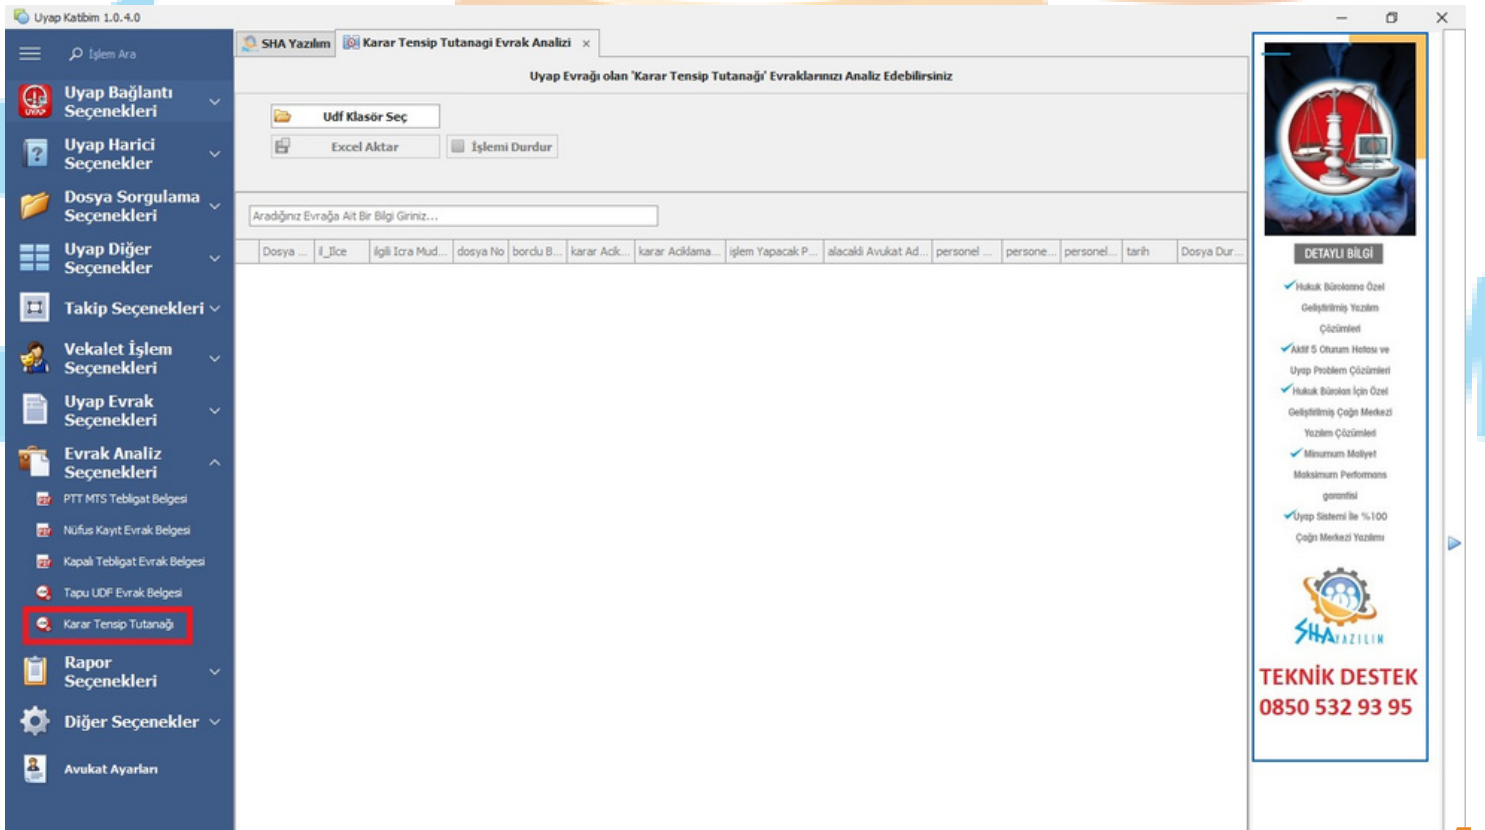 Uyap Katibim 1.0.4.0
İşlem Ara
Uyap Bağlantı
Seçenekleri
Uyap Harici
Seçenekler
Dosya Sorgulama
Seçenekleri
Uyap Diğer
Seçenekler
Takip Seçenekleri
Vekalet İşlem
Seçenekleri
Uyap Evrak
Seçenekleri
Evrak Analiz
Seçenekleri
PTT MTS Tebligat Belgesi
Nüfus Kayıt Evrak Belgesi
Kapalı Tebligat Evrak Belgesi
Tapu UDF Evrak Belgesi
Karar Tensip Tutanağı
Rapor
Seçenekleri
Diğer Seçenekler
Avukat Ayarları
SHA Yazılım
Karar Tensip Tutanagi Evrak Analizi
Uyap Evrağı olan 'Karar Tensip Tutanağı' Evraklarınızı Analiz Edebilirsiniz
Udf Klasör Seç
Excel Aktar
İşlemi Durdur
Aradığınız Evrağa Ait Bir Bilgi Giriniz...
Dosya ... il_Ilce ilgili Icra Mud... dosya No bordu B... karar Acik... karar Aciklama... işlem Yapacak P... alacakli Avukat Ad... personel ... persone... personel... tarih Dosya Dur...
UYAP
DETAYLI BİLGİ
Hukuk Bürolarına Özel
Geliştirilmiş Yazılım
Çözümleri
Aktif 5 Oturum Hatası ve
Uyap Problem Çözümleri
Hukuk Büroları İçin Özel
Geliştirilmiş Çağrı Merkezi
Yazılım Çözümleri
Minumum Maliyet
Maksimum Performans
garantisi
Uyap Sistemi İle %100
Çağrı Merkezi Yazılımı
SHA YAZILIM
TEKNİK DESTEK
0850 532 93 95